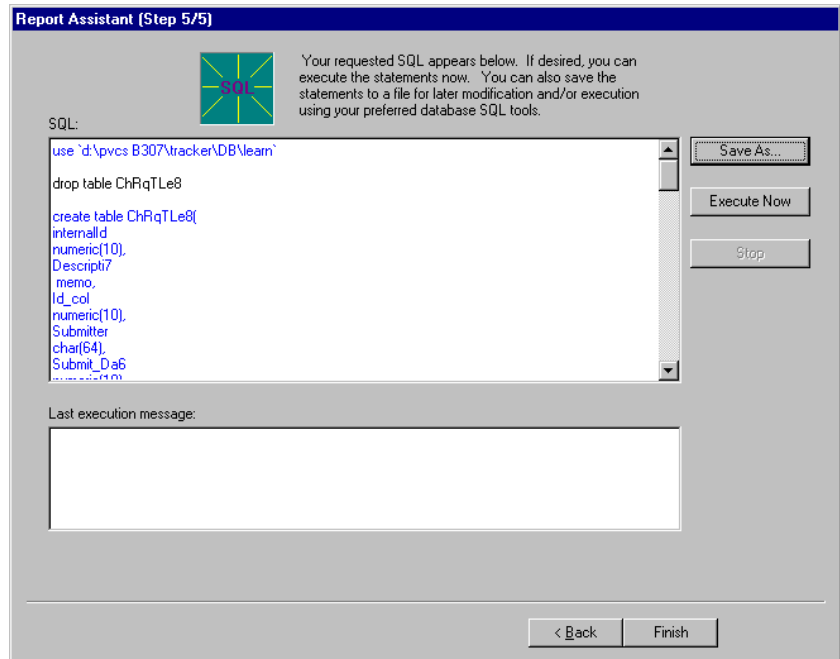 Report Assistant (Step 5/5)
SQL
Your requested SQL appears below. If desired, you can
execute the statements now. You can also save the
statements to a file for later modification and/or execution
using your preferred database SQL tools.
SQL:
use `d:\pvcs B307\tracker\DB\learn`
drop table ChRqTLe8
create table ChRqTLe8(
internalId
numeric(10),
Descripti7
memo,
Id_col
numeric(10),
Submitter
char(64),
Submit_Da6
numeric(10)
Save As...
Execute Now
Stop
Last execution message:
< Back
Finish